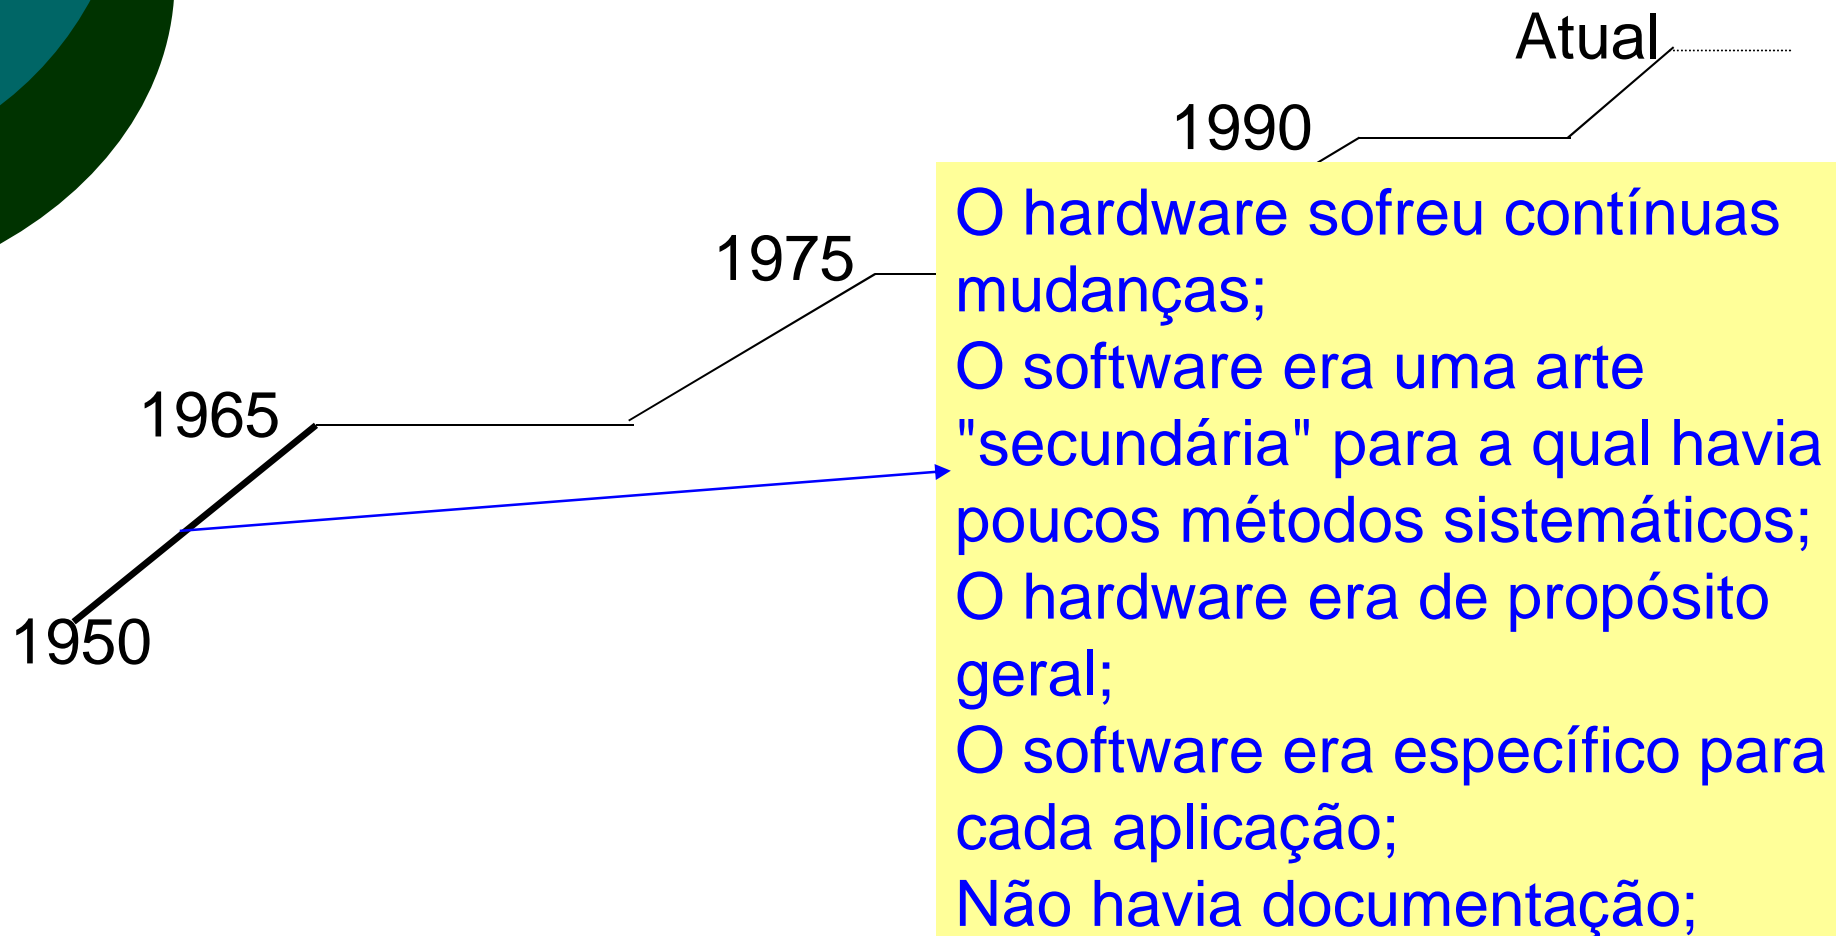 Atual
1990
1975
1965
1950
O hardware sofreu contínuas
mudanças;
O software era uma arte
"secundária" para a qual havia
poucos métodos sistemáticos;
O hardware era de propósito
geral;
O software era específico para
cada aplicação;
Não havia documentação;